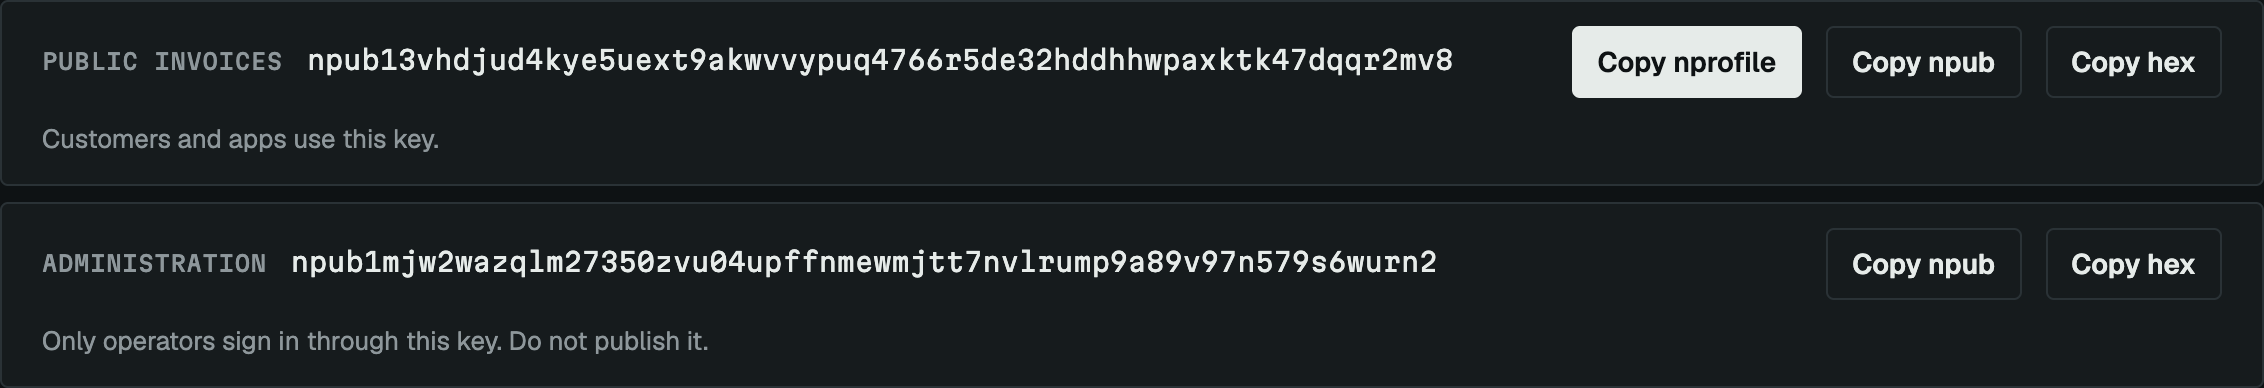 PUBLIC INVOICES npub13vhdjud4kye5uext9akwvvypuq4766r5de32hddhhwpaxktk47dqqr2mv8 Copy nprofile Copy npub Copy hex
Customers and apps use this key.
ADMINISTRATION npub1mjw2wazqlm27350zvu04upffnmewmjtt7nvlrump9a89v97n579s6wurn2 Copy npub Copy hex
Only operators sign in through this key. Do not publish it.